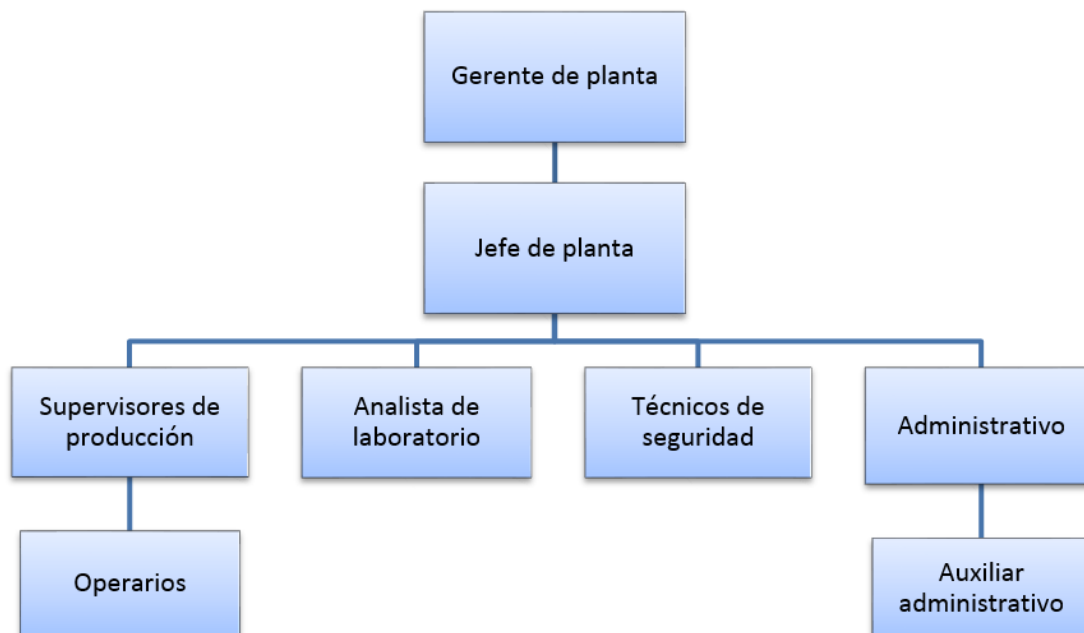 Gerente de planta
Jefe de planta
Supervisores de
producción
Analista de
laboratorio
Técnicos de
seguridad
Administrativo
Operarios
Auxiliar
administrativo